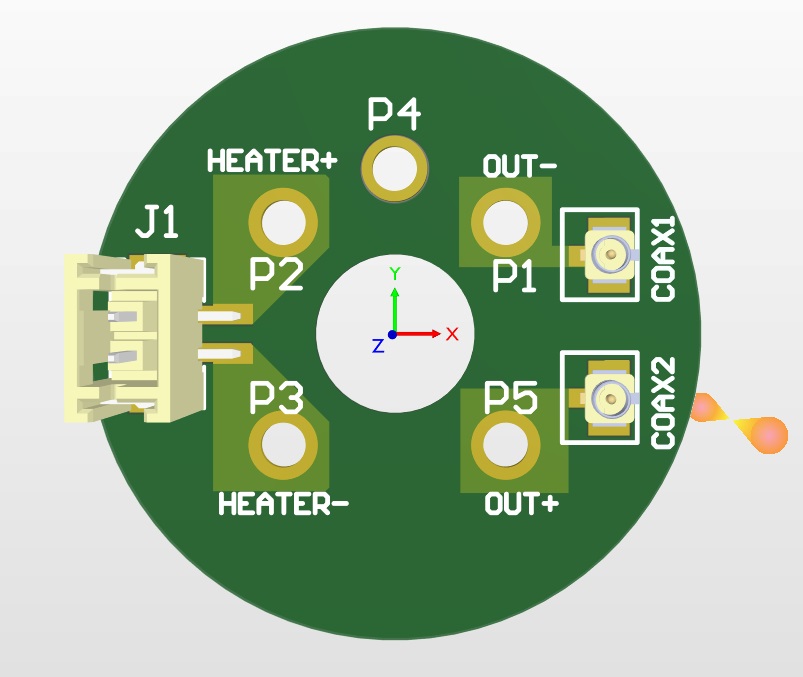 P4
HEATER+
OUT-
J1
P2
P1
COAX1
Y
X
Z
P3
P5
COAX2
HEATER-
OUT+